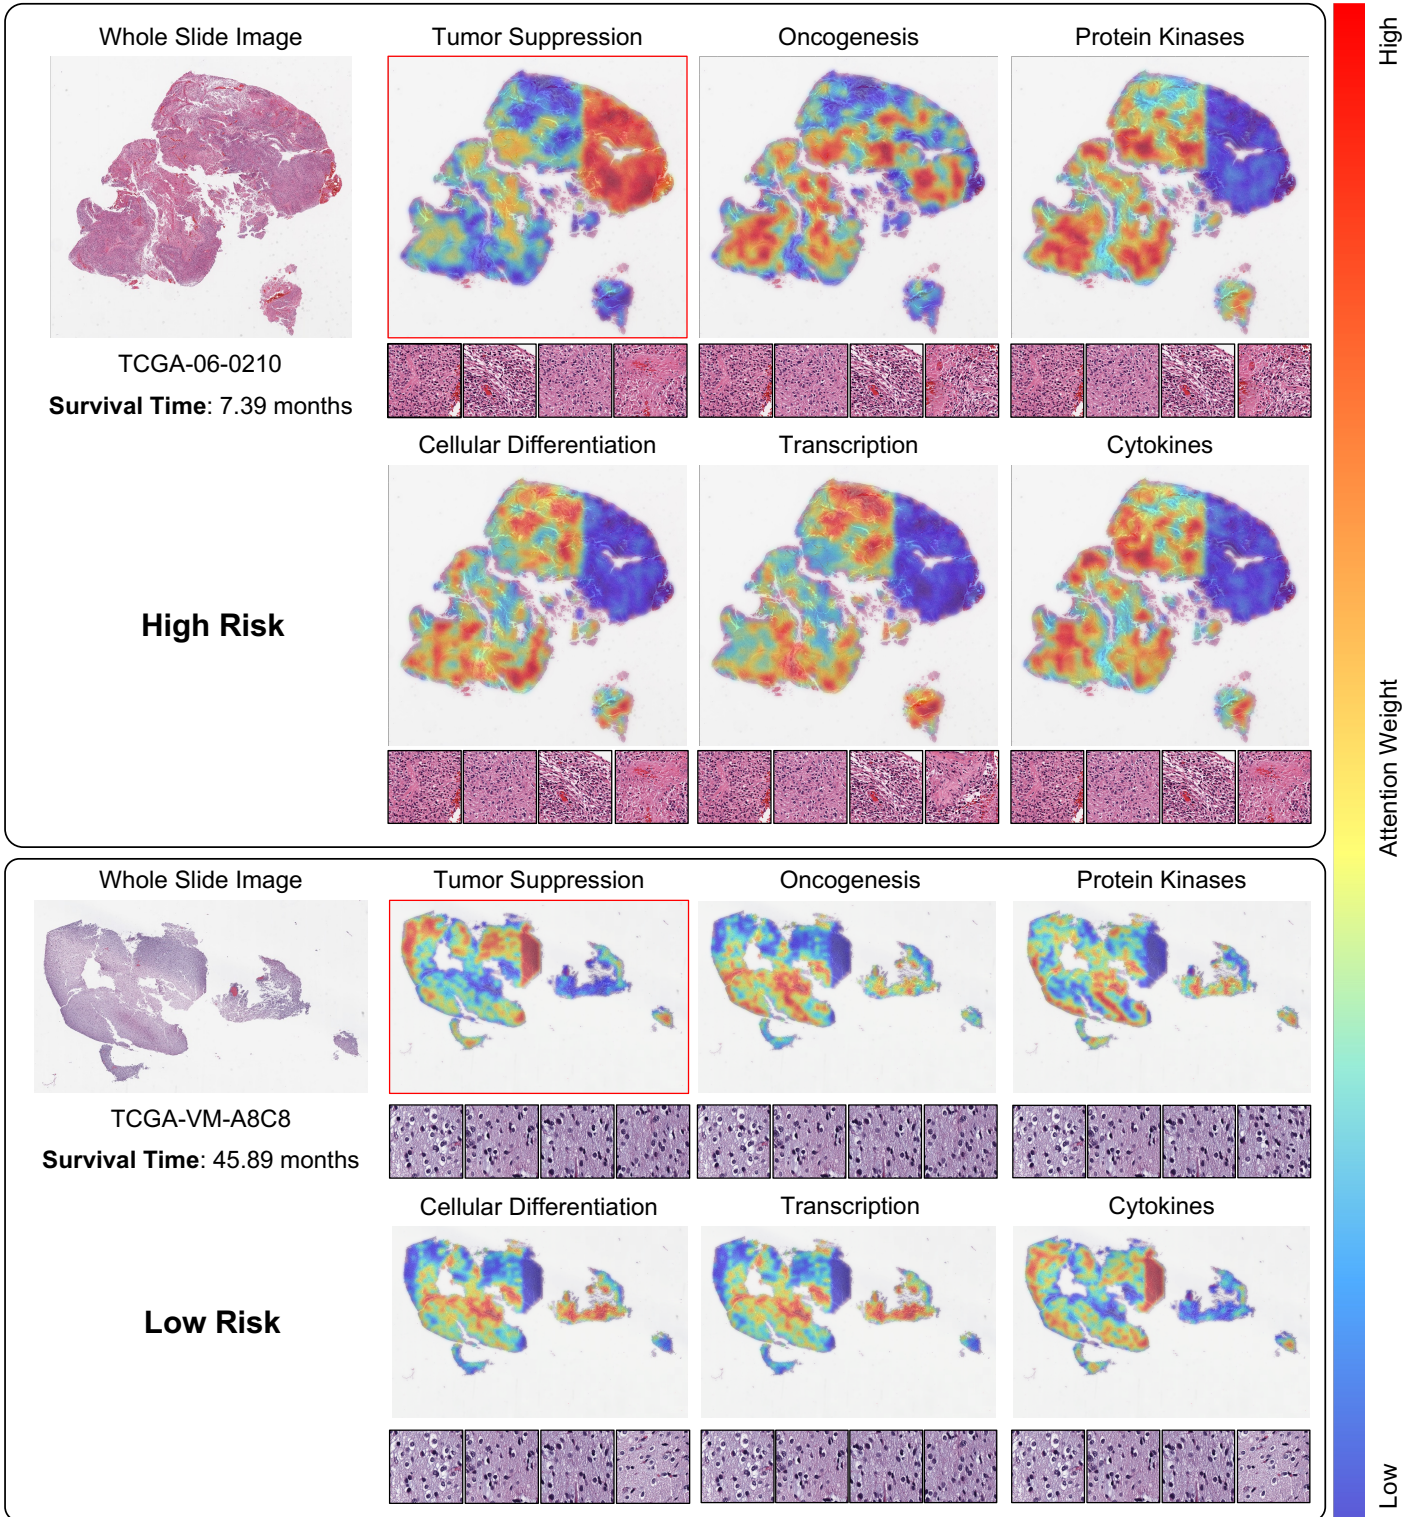 Whole Slide Image
Tumor Suppression
Oncogenesis
Protein Kinases
TCGA-06-0210
Survival Time: 7.39 months
Cellular Differentiation
Transcription
Cytokines
High Risk
Whole Slide Image
Tumor Suppression
Oncogenesis
Protein Kinases
TCGA-VM-A8C8
Survival Time: 45.89 months
Cellular Differentiation
Transcription
Cytokines
Low Risk
High
Attention Weight
Low